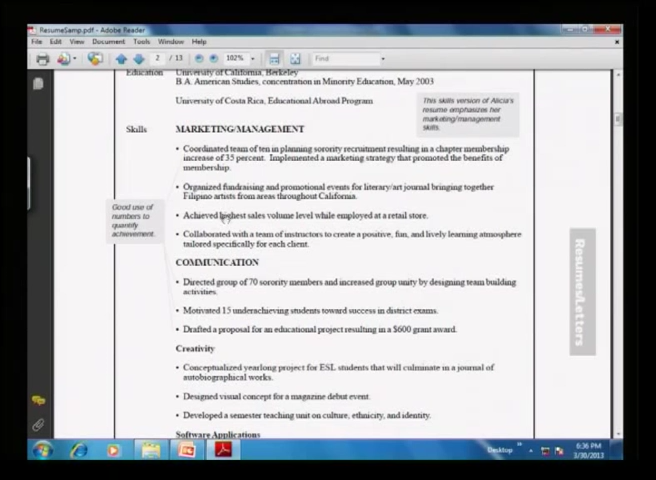 ResumeSamp.pdf - Adobe Reader
File Edit View Document Tools Window Help
2 / 13 102% Find
Education University of California, Berkeley
B.A. American Studies, concentration in Minority Education, May 2003
University of Costa Rica, Educational Abroad Program
This skills version of Alicia's
resume emphasizes her
marketing/management
skills.
Skills MARKETING/MANAGEMENT
• Coordinated team of ten in planning sorority recruitment resulting in a chapter membership
increase of 35 percent. Implemented a marketing strategy that promoted the benefits of
membership.
• Organized fundraising and promotional events for literary/art journal bringing together
Filipino artists from areas throughout California.
Good use of
numbers to
quantify
achievement.
• Achieved highest sales volume level while employed at a retail store.
• Collaborated with a team of instructors to create a positive, fun, and lively learning atmosphere
tailored specifically for each client.
COMMUNICATION
• Directed group of 70 sorority members and increased group unity by designing team building
activities.
• Motivated 15 underachieving students toward success in district exams.
• Drafted a proposal for an educational project resulting in a $600 grant award.
Resumes/Letters
Creativity
• Conceptualized yearlong project for ESL students that will culminate in a journal of
autobiographical works.
• Designed visual concept for a magazine debut event.
• Developed a semester teaching unit on culture, ethnicity, and identity.
Software Applications
Desktop
6:36 PM
3/30/2013